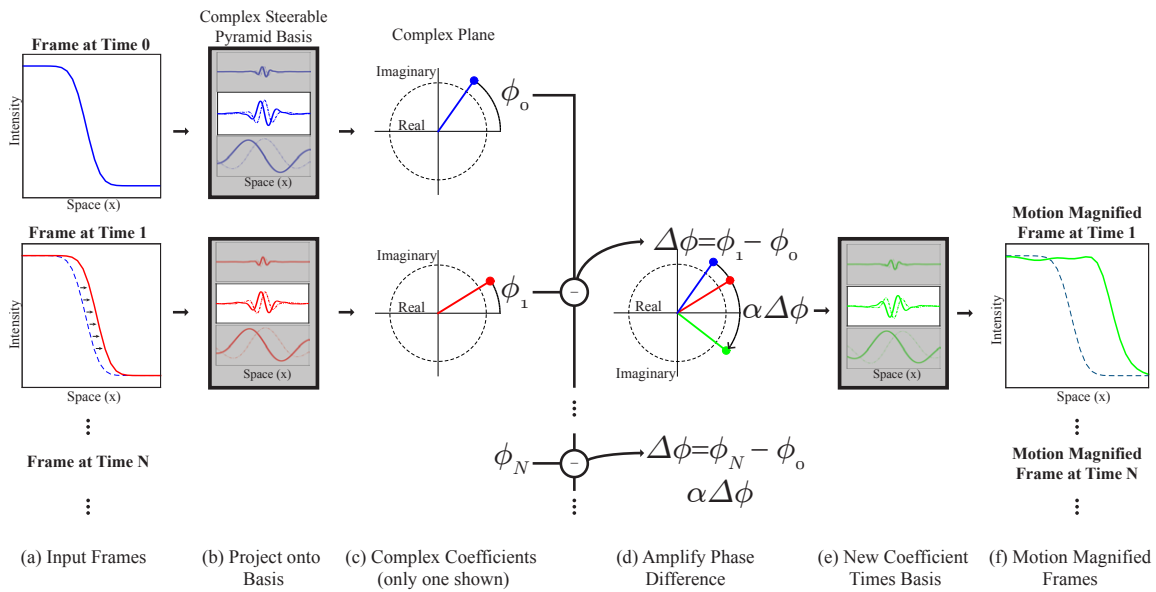 Complex Steerable
Pyramid Basis
Frame at Time 0
Intensity
Space (x)
Space (x)
Complex Plane
Imaginary
Real
ϕ₀
Frame at Time 1
Space (x)
Space (x)
Imaginary
Real
ϕ₁
−
Δϕ=ϕ₁ − ϕ₀
Real
αΔϕ
Imaginary
Space (x)
Motion Magnified
Frame at Time 1
Intensity
Space (x)
Frame at Time N
ϕN
−
Δϕ=ϕN − ϕ₀
αΔϕ
Motion Magnified
Frame at Time N
(a) Input Frames
(b) Project onto
Basis
(c) Complex Coefficients
(only one shown)
(d) Amplify Phase
Difference
(e) New Coefficient
Times Basis
(f) Motion Magnified
Frames
Intensity